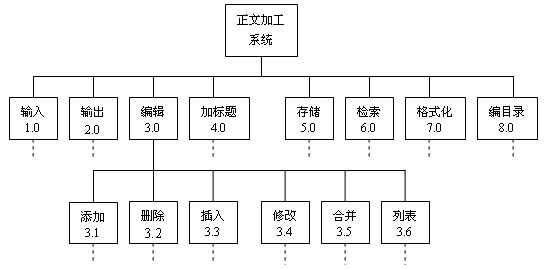 正文加工
系统
输入 输出 编辑 加标题 存储 检索 格式化 编目录
1.0 2.0 3.0 4.0 5.0 6.0 7.0 8.0
添加 删除 插入 修改 合并 列表
3.1 3.2 3.3 3.4 3.5 3.6